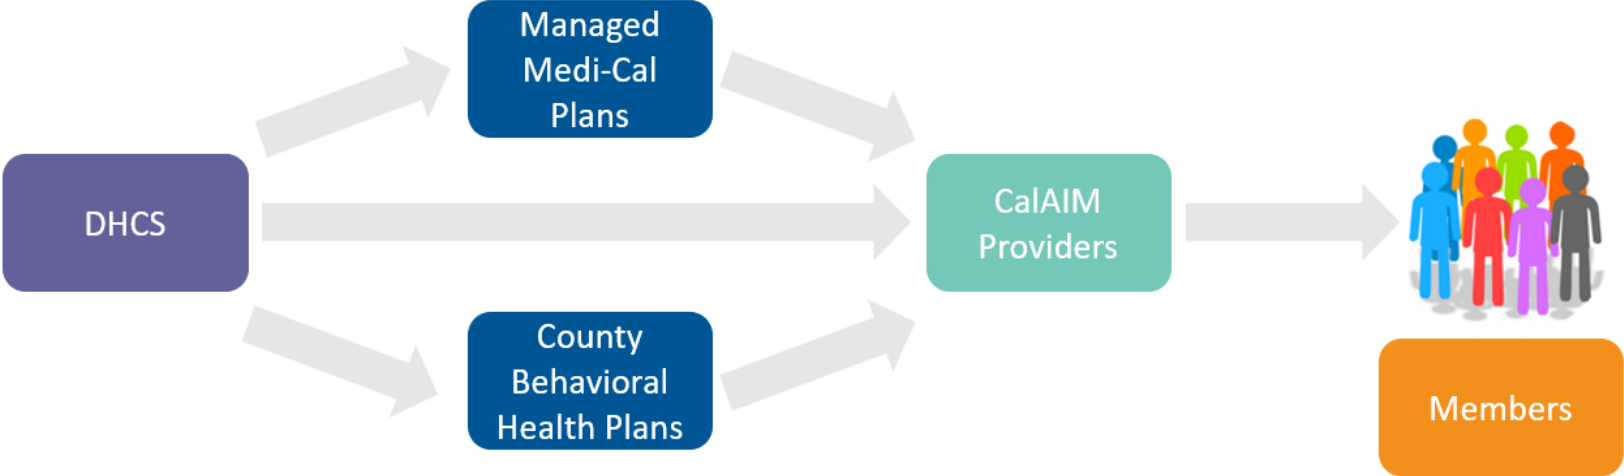 Managed
Medi-Cal
Plans
DHCS
CalAIM
Providers
County
Behavioral
Health Plans
Members